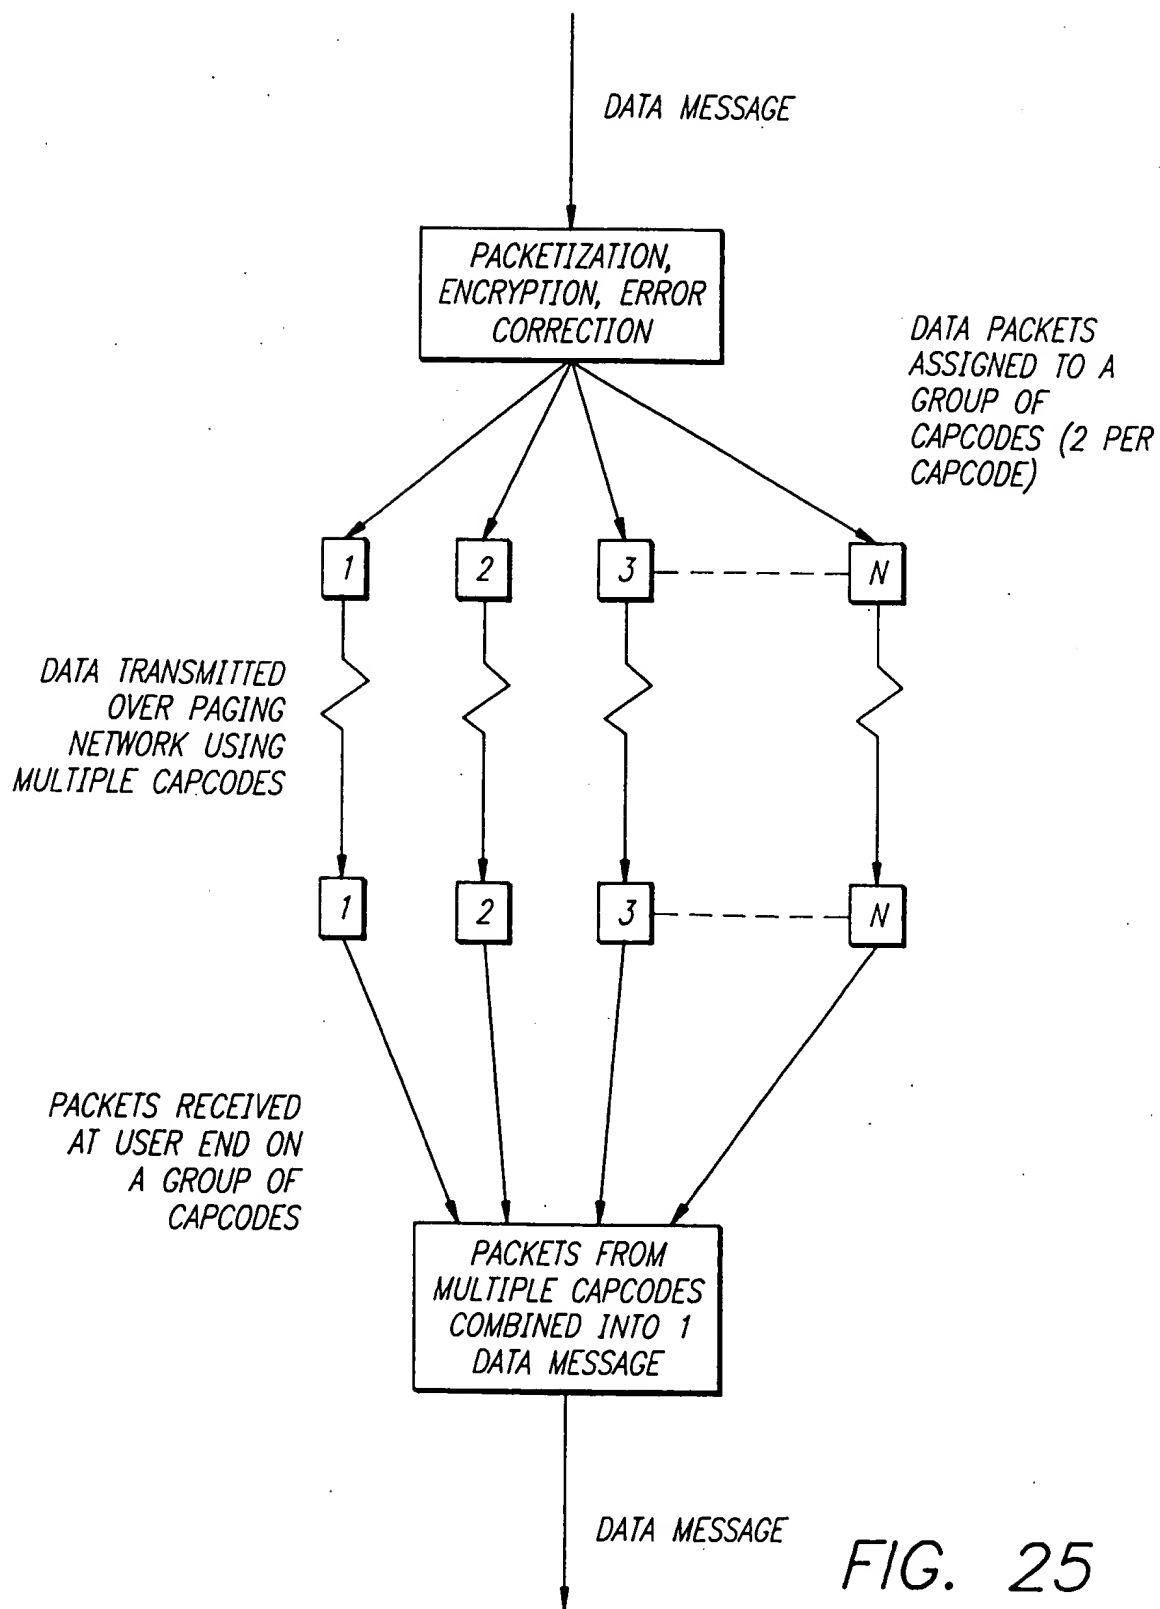 DATA MESSAGE
PACKETIZATION,
ENCRYPTION, ERROR
CORRECTION
DATA PACKETS
ASSIGNED TO A
GROUP OF
CAPCODES (2 PER
CAPCODE)
1
2
3
N
DATA TRANSMITTED
OVER PAGING
NETWORK USING
MULTIPLE CAPCODES
1
2
3
N
PACKETS RECEIVED
AT USER END ON
A GROUP OF
CAPCODES
PACKETS FROM
MULTIPLE CAPCODES
COMBINED INTO 1
DATA MESSAGE
DATA MESSAGE
FIG. 25